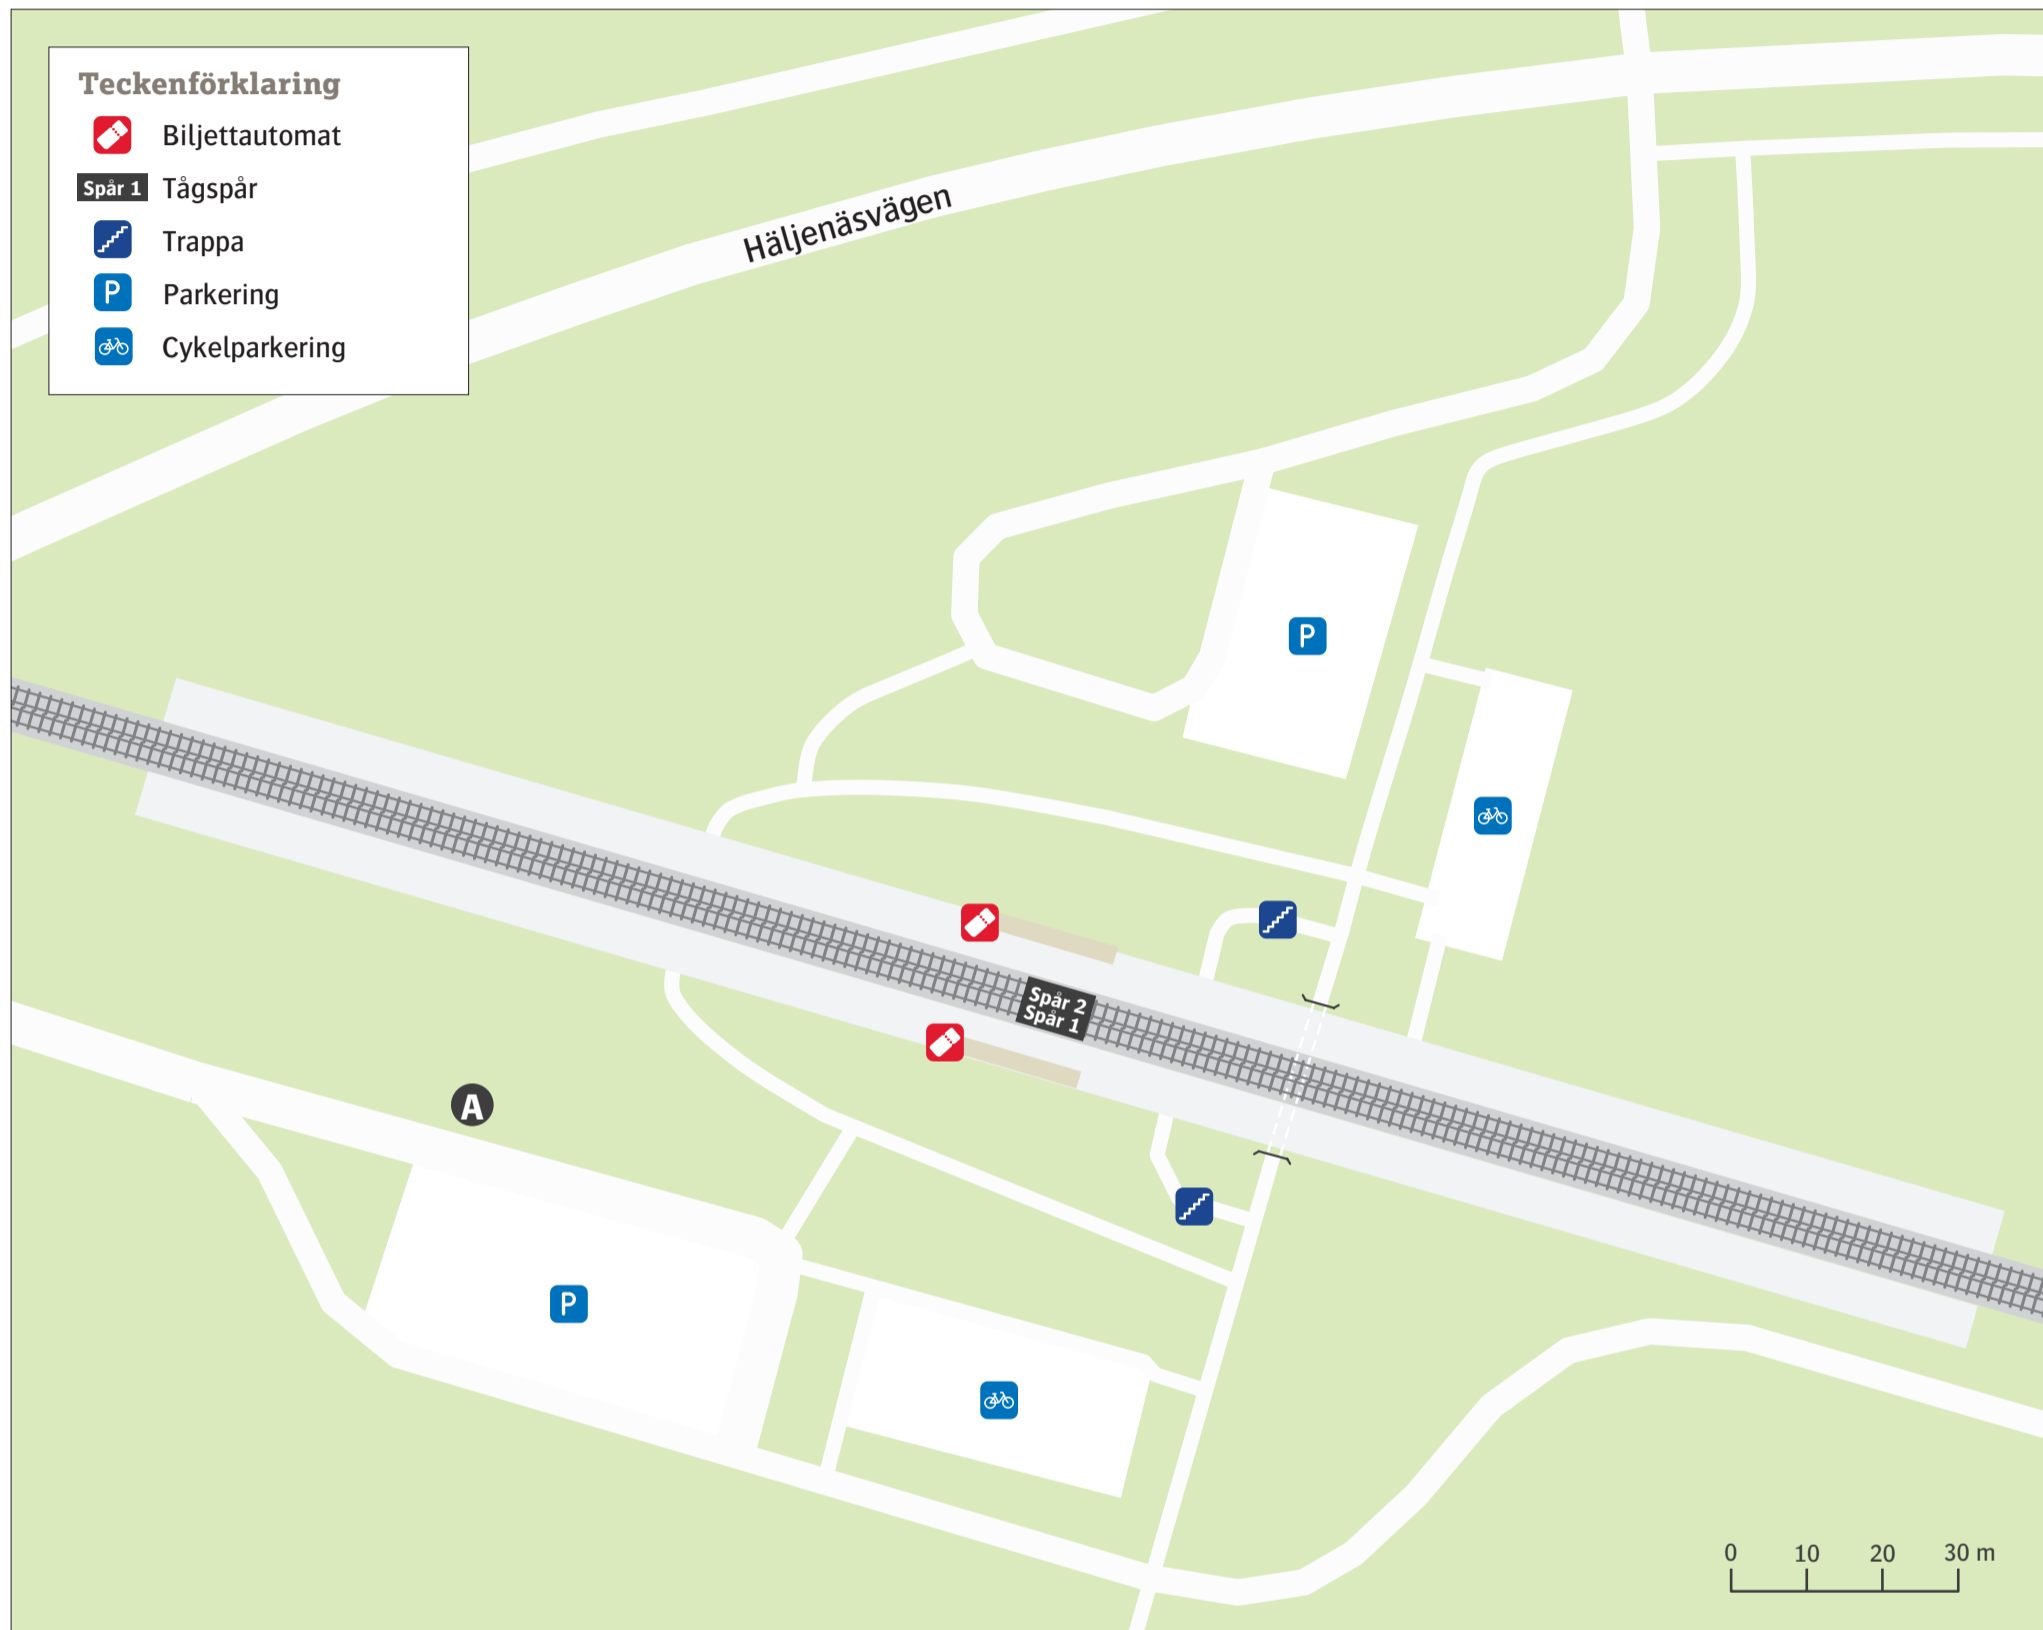 Teckenförklaring
Biljettautomat
Spår 1 Tågspår
Trappa
P Parkering
Cykelparkering
Häljenäsvägen
P
Spår 2
Spår 1
A
P
0 10 20 30 m